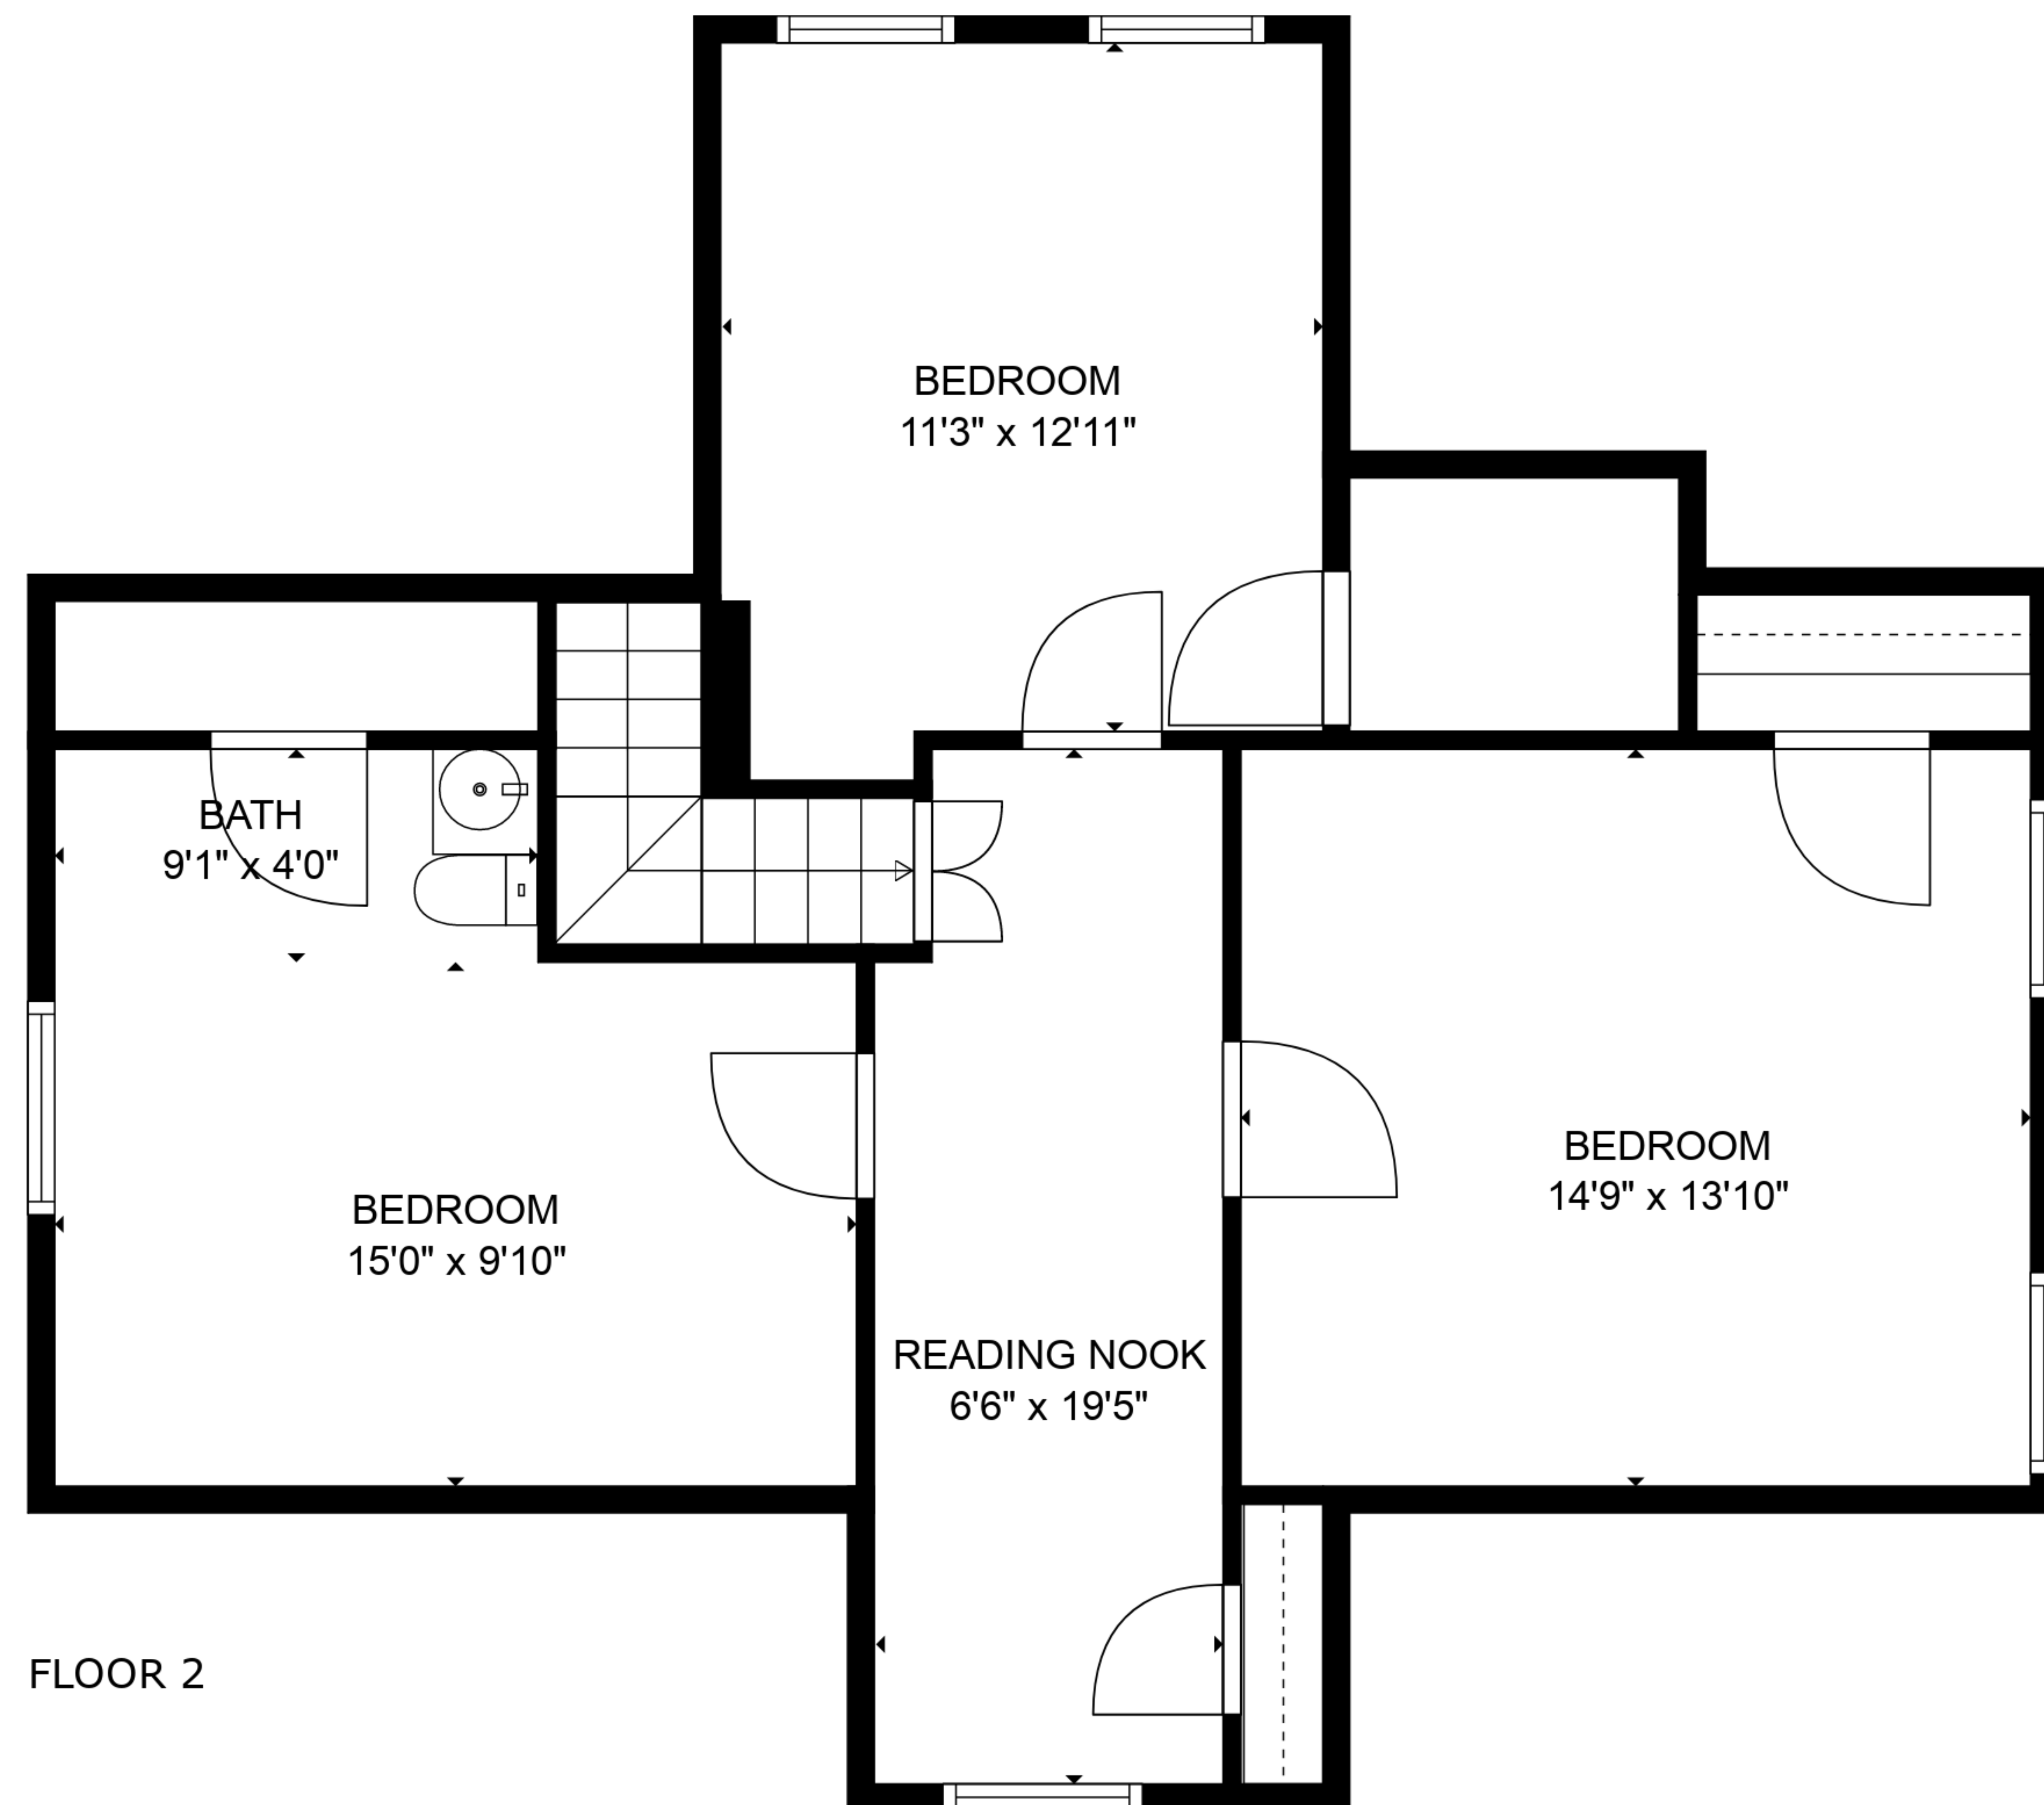 BEDROOM
11'3" x 12'11"
BATH
9'1" x 4'0"
BEDROOM
14'9" x 13'10"
BEDROOM
15'0" x 9'10"
READING NOOK
6'6" x 19'5"
FLOOR 2